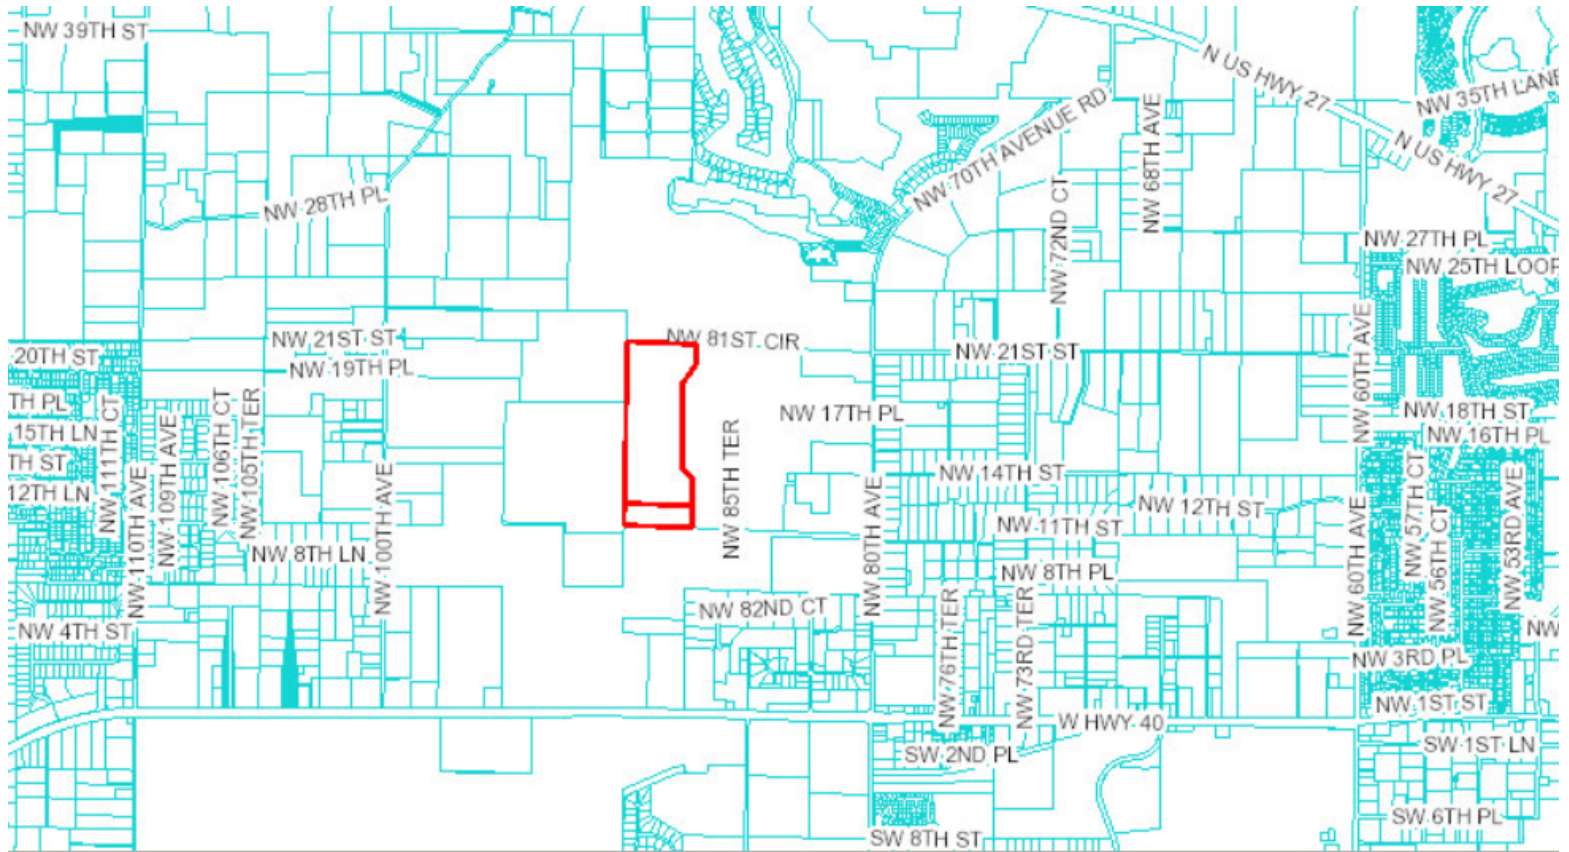 NW 39TH ST
N US HWY 27
NW 35TH LANE
NW 70TH AVENUE RD
NW 68TH AVE
N US HWY 27
NW 28TH PL
NW 72ND CT
NW 27TH PL
NW 25TH LOOP
NW 21ST ST
NW 81ST CIR
20TH ST
NW 19TH PL
NW 21ST ST
NW 60TH AVE
TH PL
NW 111TH CT
NW 109TH AVE
NW 106TH CT
NW 105TH TER
NW 17TH PL
NW 18TH ST
15TH LN
NW 16TH PL
TH ST
NW 85TH TER
NW 14TH ST
12TH LN
NW 110TH AVE
NW 100TH AVE
NW 80TH AVE
NW 12TH ST
NW 60TH AVE
NW 57TH CT
NW 56TH CT
NW 53RD AVE
NW 11TH ST
NW 8TH LN
NW 8TH PL
NW 82ND CT
NW 76TH TER
NW 73RD TER
NW 4TH ST
NW
NW 3RD PL
NW 1ST ST
W HWY 40
SW 2ND PL
SW 1ST LN
SW 6TH PL
SW 8TH ST